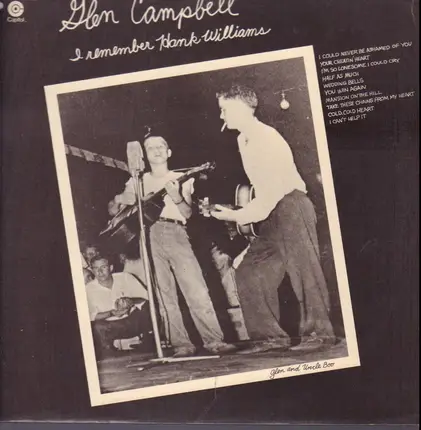 Capitol
Glen Campbell
I remember Hank Williams
I COULD NEVER BE ASHAMED OF YOU
YOUR CHEATIN' HEART
I'M SO LONESOME I COULD CRY
HALF AS MUCH
WEDDING BELLS
YOU WIN AGAIN
MANSION ON THE HILL
TAKE THESE CHAINS FROM MY HEART
COLD, COLD HEART
I CAN'T HELP IT
Glen and Uncle Boo